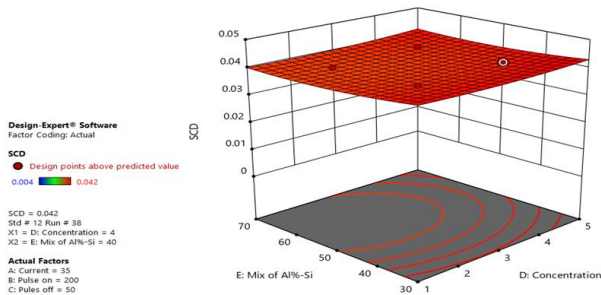 Design-Expert® Software
Factor Coding: Actual
SCD
Design points above predicted value
0.004 0.042
SCD = 0.042
Std # 12 Run # 38
X1 = D: Concentration = 4
X2 = E: Mix of Al%-Si = 40
Actual Factors
A: Current = 35
B: Pulse on = 200
C: Pules off = 50
0.05
0.04
0.03
0.02
0.01
0
SCD
70
60
50
40
30
E: Mix of Al%-Si
1
2
3
4
5
D: Concentration